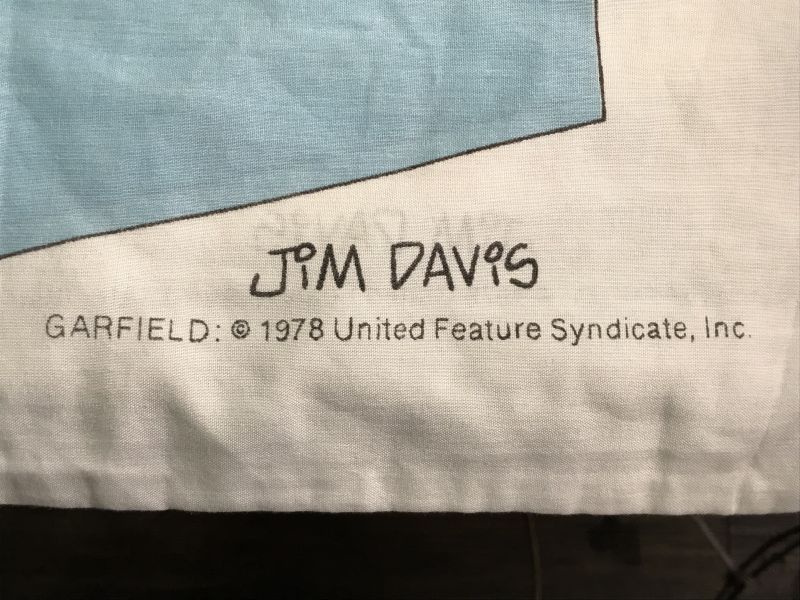 JiM DAViS
GARFIELD: © 1978 United Feature Syndicate, Inc.